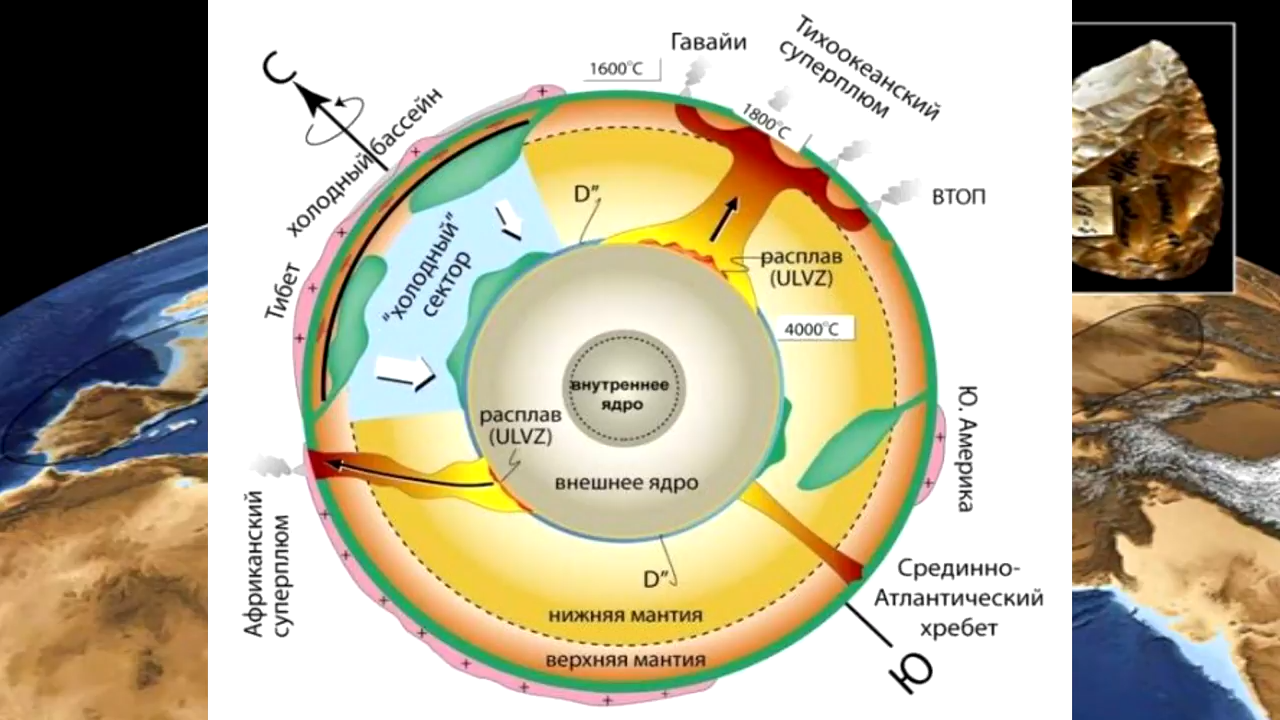 С
холодный бассейн
Тибет
1600°C
Гавайи
Тихоокеанский
суперплюм
1800°C
ВТОП
D″
"холодный"
сектор
расплав
(ULVZ)
4000°C
внутреннее
ядро
расплав
(ULVZ)
внешнее ядро
Ю. Америка
Африканский
суперплюм
D″
Срединно-
Атлантический
хребет
нижняя мантия
верхняя мантия
Ю